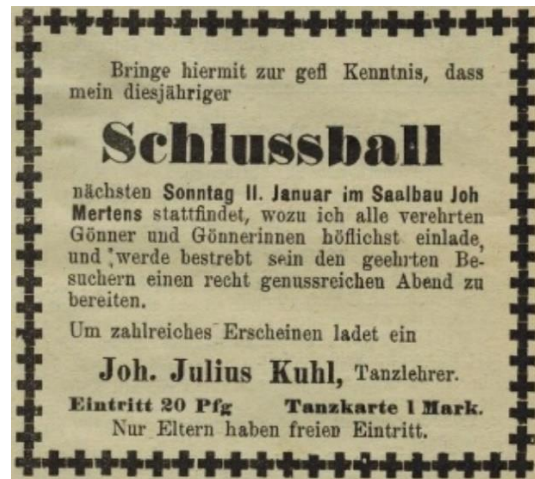 Bringe hiermit zur gefl Kenntnis, dass
mein diesjähriger
Schlussball
nächsten Sonntag 11. Januar im Saalbau Joh
Mertens stattfindet, wozu ich alle verehrten
Gönner und Gönnerinnen höflichst einlade,
und werde bestrebt sein den geehrten Be-
suchern einen recht genussreichen Abend zu
bereiten.
Um zahlreiches Erscheinen ladet ein
Joh. Julius Kuhl, Tanzlehrer.
Eintritt 20 Pfg Tanzkarte 1 Mark.
Nur Eltern haben freien Eintritt.